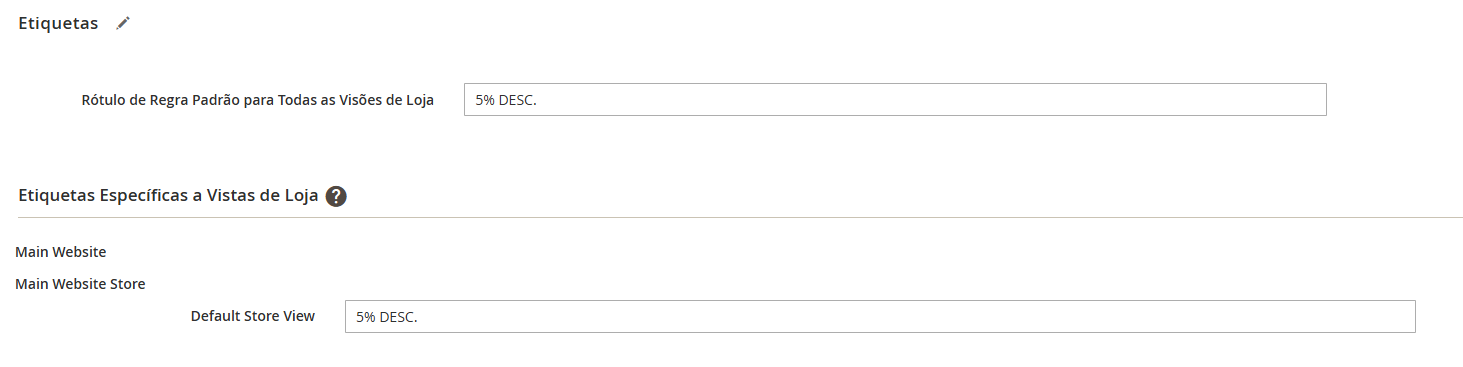 Etiquetas
Rótulo de Regra Padrão para Todas as Visões de Loja
5% DESC.
Etiquetas Específicas a Vistas de Loja ?
Main Website
Main Website Store
Default Store View
5% DESC.